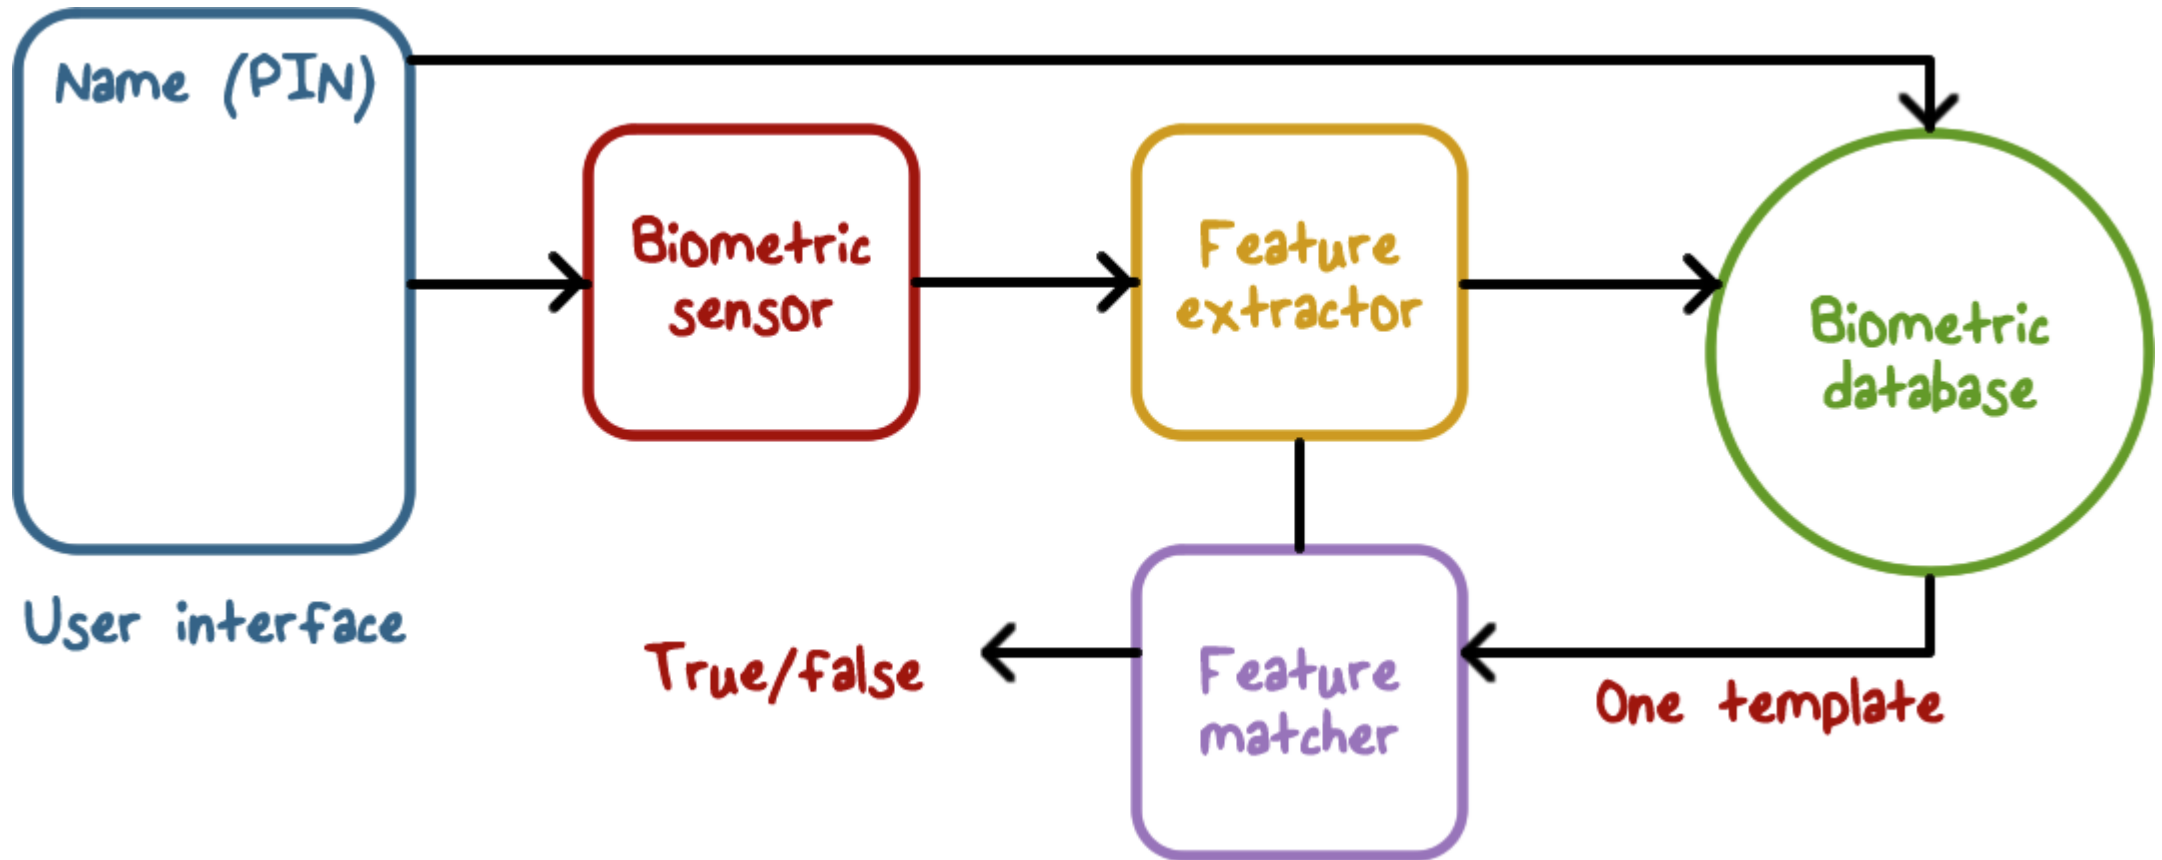 Name (PIN)
Biometric
sensor
Feature
extractor
Biometric
database
User interface
True/false
Feature
matcher
One template